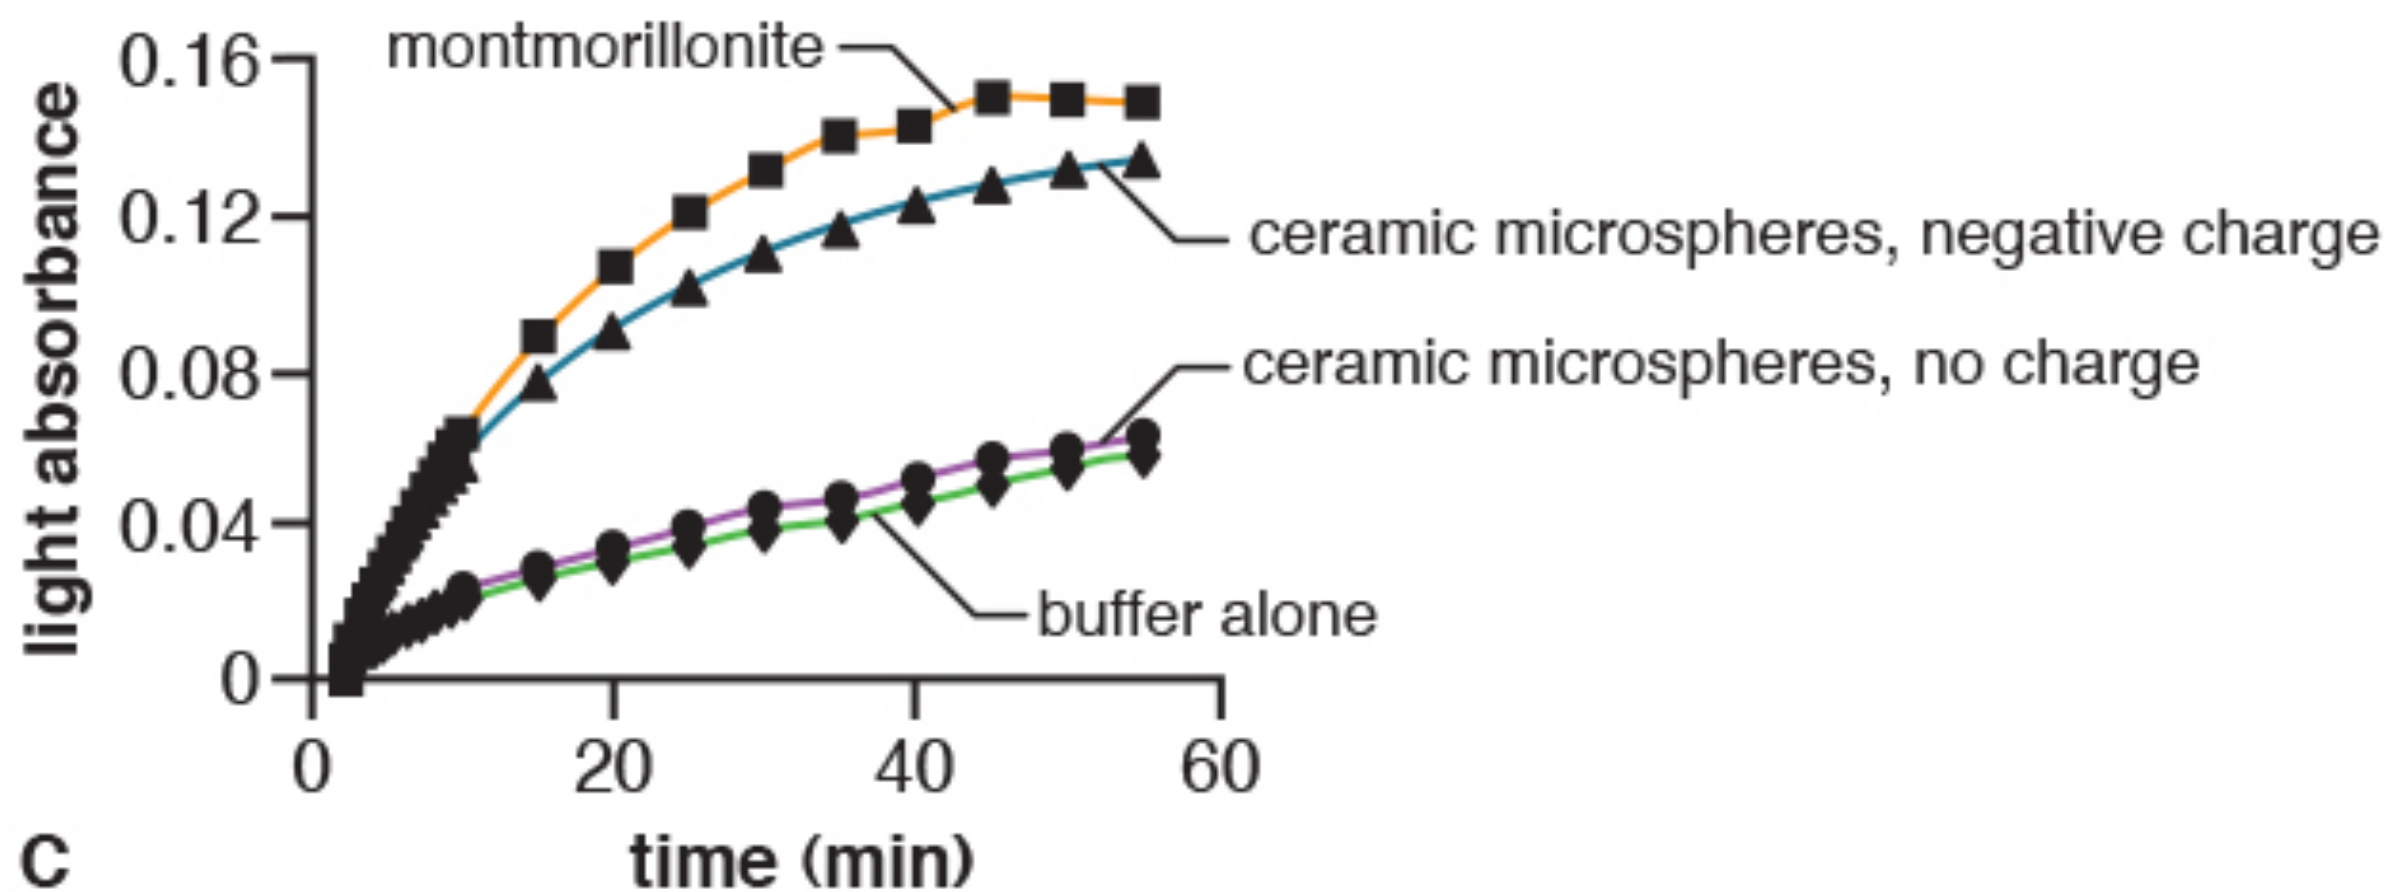 montmorillonite
0.16
0.12
0.08
0.04
0
light absorbance
ceramic microspheres, negative charge
ceramic microspheres, no charge
buffer alone
0 20 40 60
C
time (min)